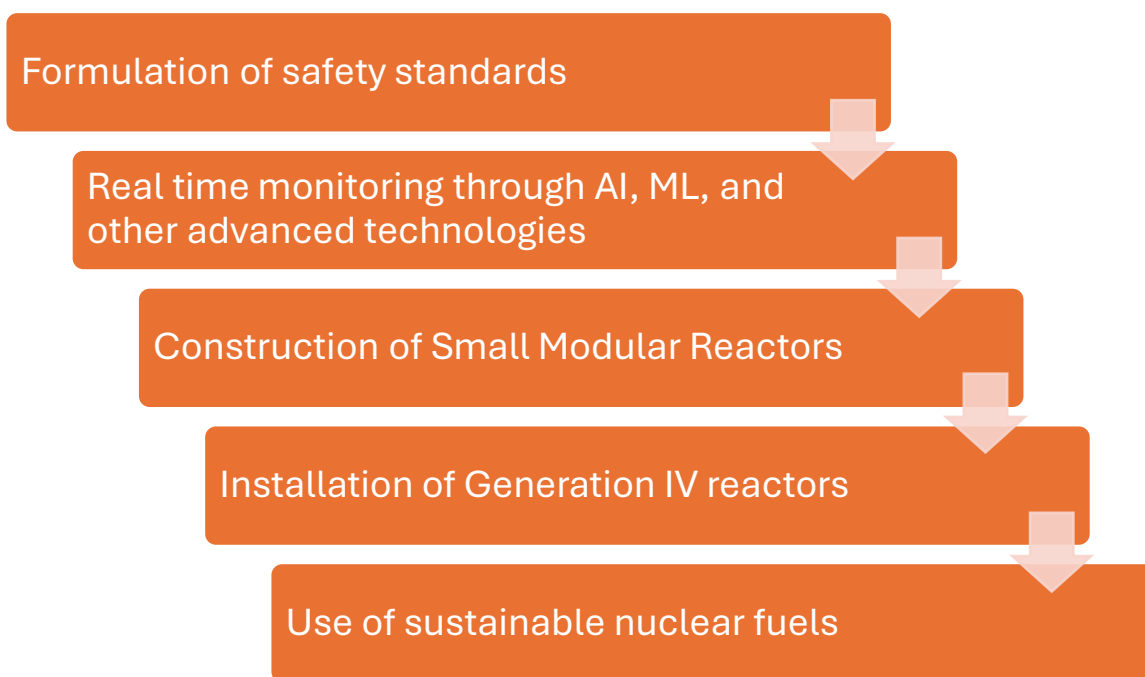 Formulation of safety standards
Real time monitoring through AI, ML, and
other advanced technologies
Construction of Small Modular Reactors
Installation of Generation IV reactors
Use of sustainable nuclear fuels